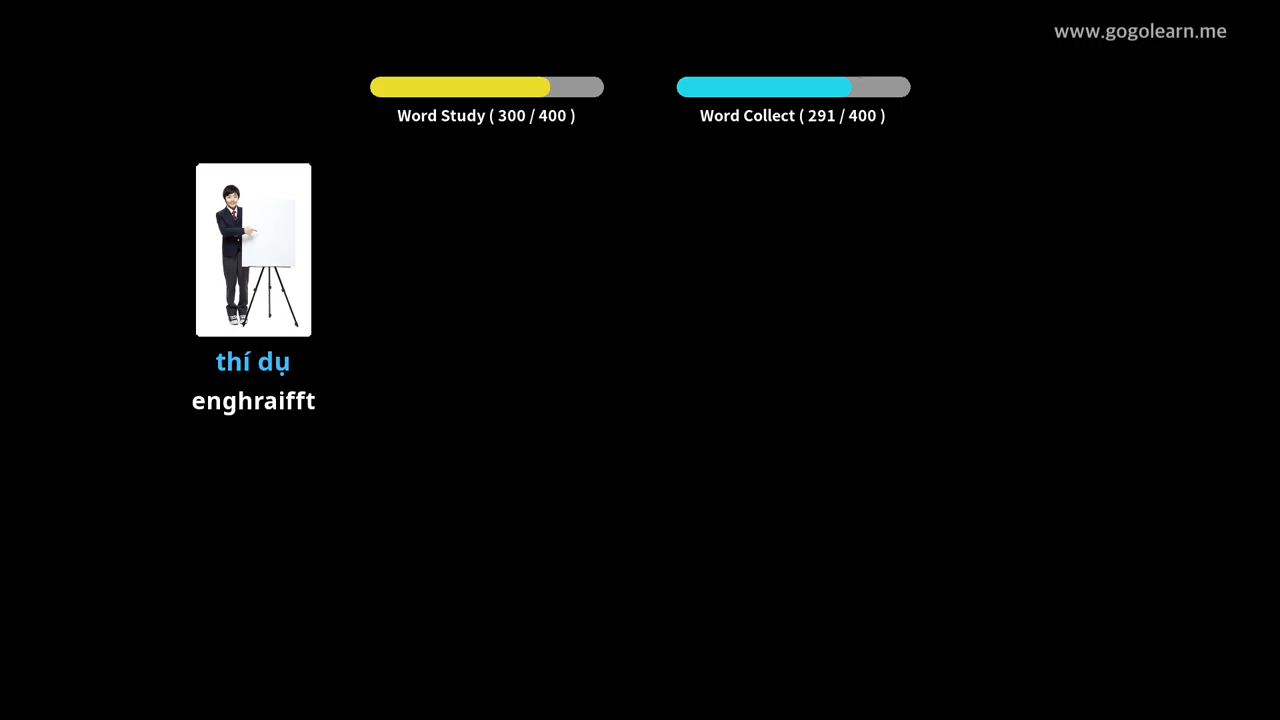 www.gogolearn.me
Word Study ( 300 / 400 )
Word Collect ( 291 / 400 )
thí dụ
enghraifft